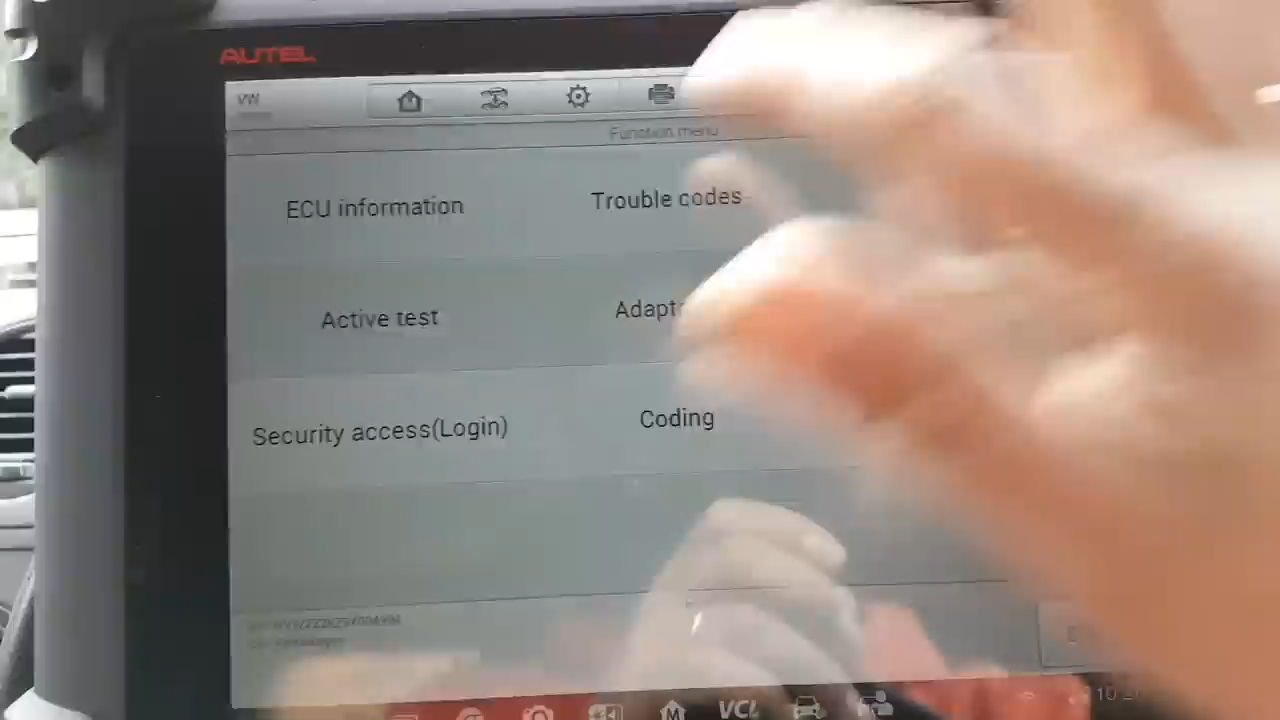 AUTEL
VW
Function menu
ECU information
Trouble codes
Active test
Adapt
Security access(Login)
Coding
VCI